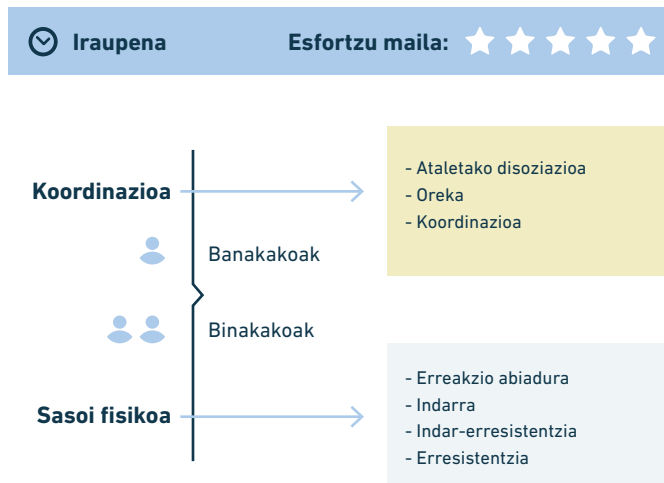 Iraupena
Esfortzu maila:
Koordinazioa
- Ataletako disoziazioa
- Oreka
- Koordinazioa
Banakakoak
Binakakoak
Sasoi fisikoa
- Erreakzio abiadura
- Indarra
- Indar-erresistentzia
- Erresistentzia